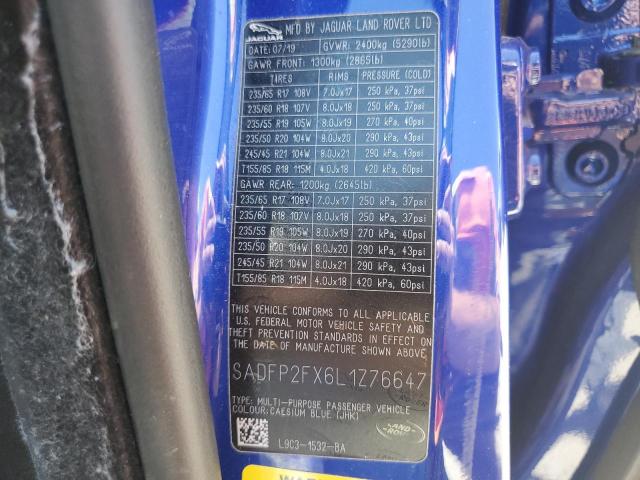 JAGUAR MFD BY JAGUAR LAND ROVER LTD
DATE: 07/19 GVWR: 2400kg (5290lb)
GAWR FRONT: 1300kg (2865lb)
TIRES RIMS PRESSURE (COLD)
235/65 R17 108V 7.0Jx17 250 kPa, 37psi
235/60 R18 107V 8.0Jx18 250 kPa, 37psi
235/55 R19 105W 8.0Jx19 270 kPa, 40psi
235/50 R20 104W 8.0Jx20 290 kPa, 43psi
245/45 R21 104W 8.0Jx21 290 kPa, 43psi
T155/85 R18 115M 4.0Jx18 420 kPa, 60psi
GAWR REAR: 1200kg (2645lb)
235/65 R17 108V 7.0Jx17 250 kPa, 37psi
235/60 R18 107V 8.0Jx18 250 kPa, 37psi
235/55 R19 105W 8.0Jx19 270 kPa, 40psi
235/50 R20 104W 8.0Jx20 290 kPa, 43psi
245/45 R21 104W 8.0Jx21 290 kPa, 43psi
T155/85 R18 115M 4.0Jx18 420 kPa, 60psi
THIS VEHICLE CONFORMS TO ALL APPLICABLE
U.S. FEDERAL MOTOR VEHICLE SAFETY AND
THEFT PREVENTION STANDARDS IN EFFECT
ON THE DATE OF MANUFACTURE SHOWN ABOVE.
SADFP2FX6L1Z76647
TYPE: MULTI-PURPOSE PASSENGER VEHICLE
COLOUR: CAESIUM BLUE (JHK)
LAND-
ROVER
L9C3-1532-BA